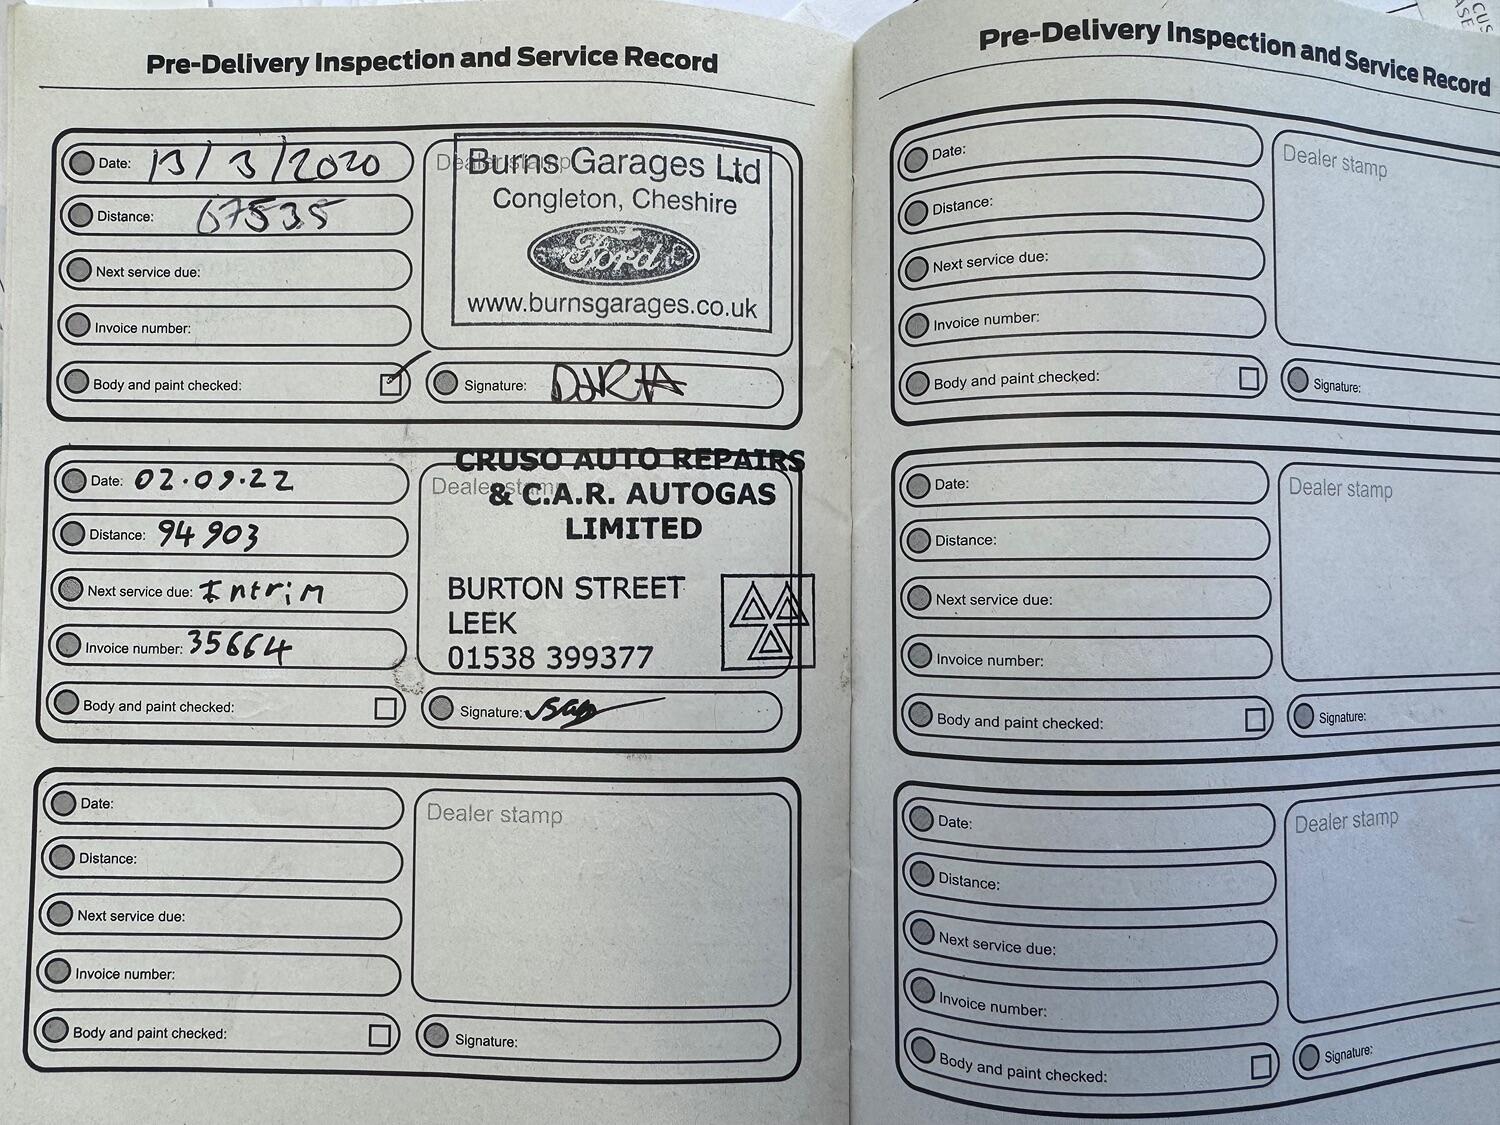 Pre-Delivery Inspection and Service Record
Date: 13/3/2020
Distance: 67535
Next service due:
Invoice number:
Body and paint checked:
Dealer stamp
Burns Garages Ltd
Congleton, Cheshire
Ford
www.burnsgarages.co.uk
Signature:
Date: 02.09.22
Distance: 94903
Next service due: Intrim
Invoice number: 35664
Body and paint checked:
Dealer stamp
CRUSO AUTO REPAIRS
& C.A.R. AUTOGAS
LIMITED
BURTON STREET
LEEK
01538 399377
Signature:
Date:
Distance:
Next service due:
Invoice number:
Body and paint checked:
Dealer stamp
Signature:
Pre-Delivery Inspection and Service Record
Date:
Distance:
Next service due:
Invoice number:
Body and paint checked:
Dealer stamp
Signature:
Date:
Distance:
Next service due:
Invoice number:
Body and paint checked:
Dealer stamp
Signature:
Date:
Distance:
Next service due:
Invoice number:
Body and paint checked:
Dealer stamp
Signature: